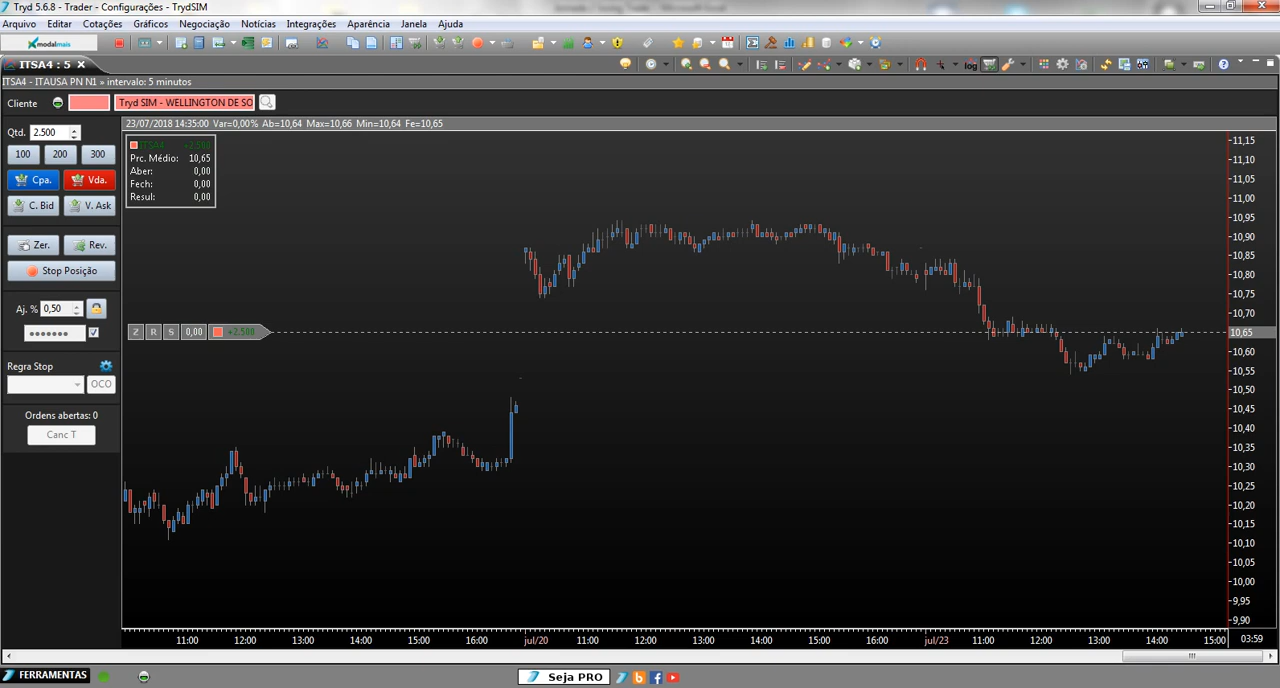 Tryd 5.6.8 - Trader - Configurações - TrydSIM
Arquivo Editar Cotações Gráficos Negociação Notícias Integrações Aparência Janela Ajuda
modalmais
log
ITSA4 : 5
ITSA4 - ITAUSA PN N1 » intervalo: 5 minutos
Cliente Tryd SIM - WELLINGTON DE SO
23/07/2018 14:35:00 Var=0,00% Ab=10,64 Max=10,66 Min=10,64 Fe=10,65
Qtd. 2.500
100 200 300
Cpa. Vda.
C. Bid V. Ask
Zer. Rev.
Stop Posição
Aj. % 0,50
•••••••
Regra Stop
OCO
Ordens abertas: 0
Canc T
ITSA4 +2.500
Prc. Médio: 10,65
Aber: 0,00
Fech: 0,00
Resul: 0,00
Z R S 0,00 +2.500
11,15
11,10
11,05
11,00
10,95
10,90
10,85
10,80
10,75
10,70
10,65
10,60
10,55
10,50
10,45
10,40
10,35
10,30
10,25
10,20
10,15
10,10
10,05
10,00
9,95
9,90
11:00 12:00 13:00 14:00 15:00 16:00 jul/20 11:00 12:00 13:00 14:00 15:00 16:00 jul/23 11:00 12:00 13:00 14:00 15:00 03:59
FERRAMENTAS
Seja PRO